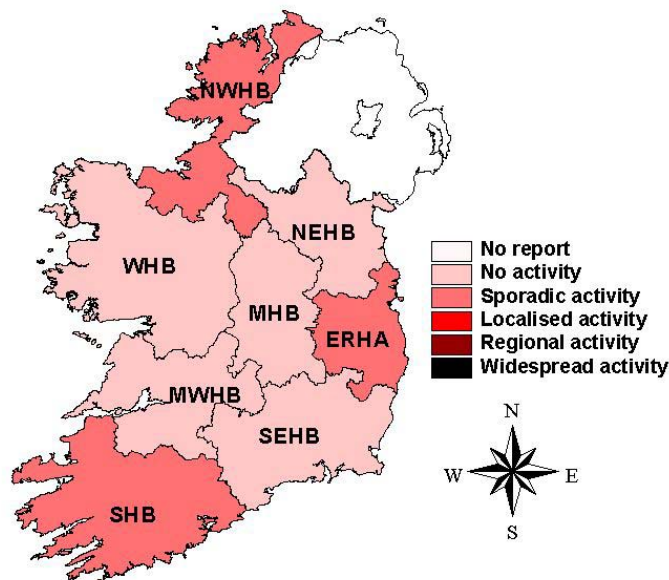 NWHB
NEHB
WHB
MHB
ERHA
MWHB
SEHB
SHB
No report
No activity
Sporadic activity
Localised activity
Regional activity
Widespread activity
N
W E
S